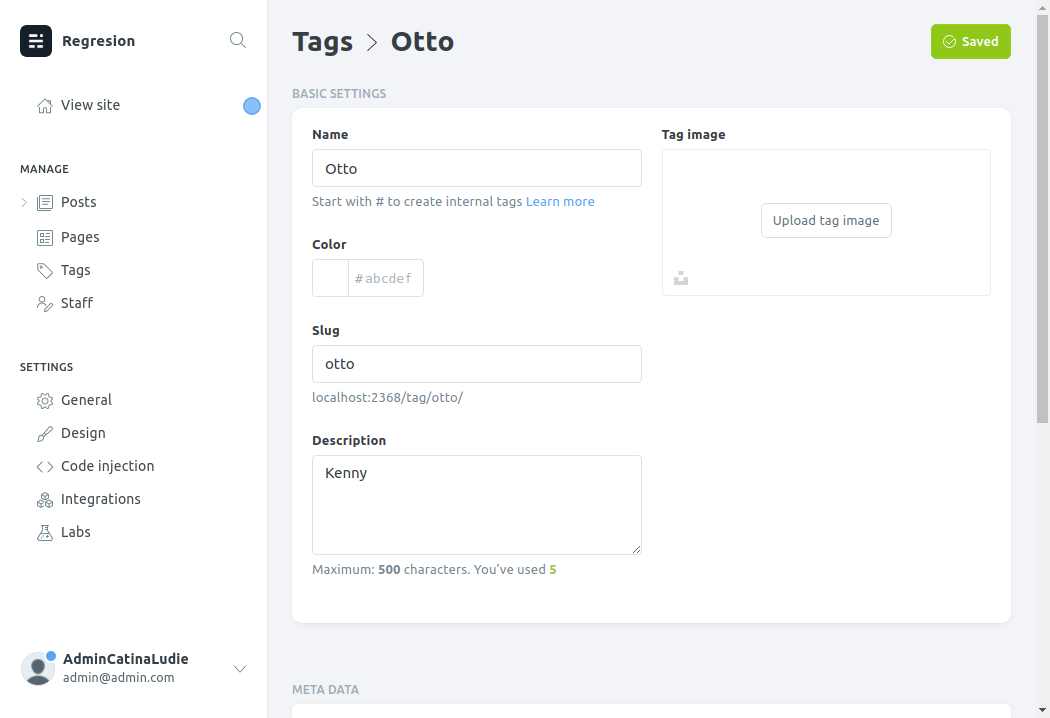 Regresion
View site
MANAGE
Posts
Pages
Tags
Staff
SETTINGS
General
Design
Code injection
Integrations
Labs
AdminCatinaLudie
admin@admin.com
Tags > Otto
Saved
BASIC SETTINGS
Name
Otto
Start with # to create internal tags Learn more
Color
#abcdef
Slug
otto
localhost:2368/tag/otto/
Description
Kenny
Maximum: 500 characters. You’ve used 5
Tag image
Upload tag image
META DATA